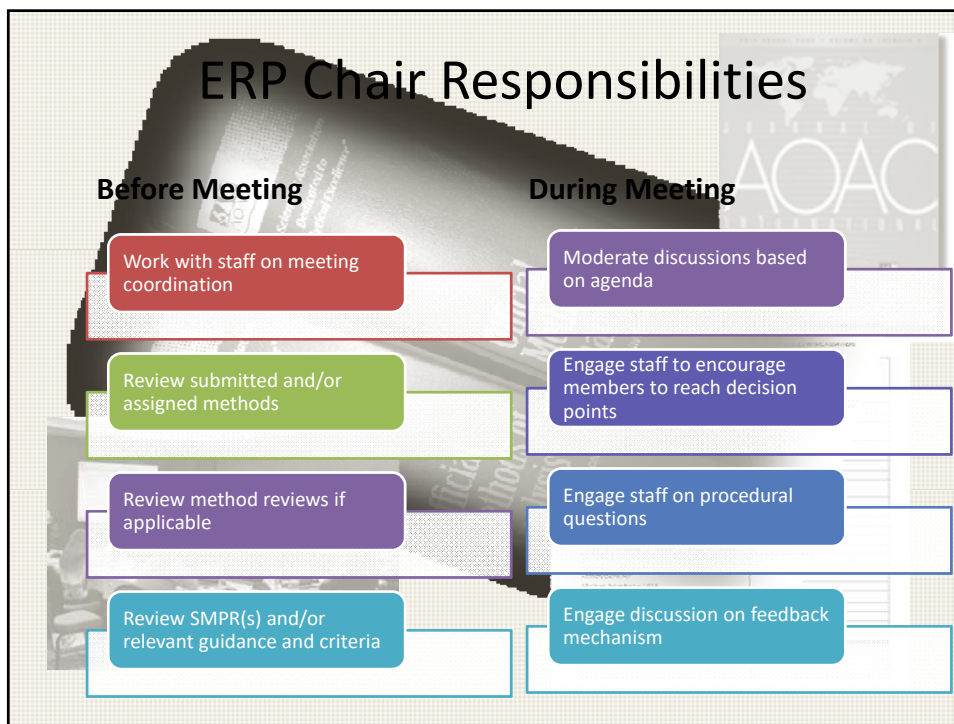 ERP Chair Responsibilities
Before Meeting
Work with staff on meeting
coordination
Review submitted and/or
assigned methods
Review method reviews if
applicable
Review SMPR(s) and/or
relevant guidance and criteria
During Meeting
Moderate discussions based
on agenda
Engage staff to encourage
members to reach decision
points
Engage staff on procedural
questions
Engage discussion on feedback
mechanism
AOAC